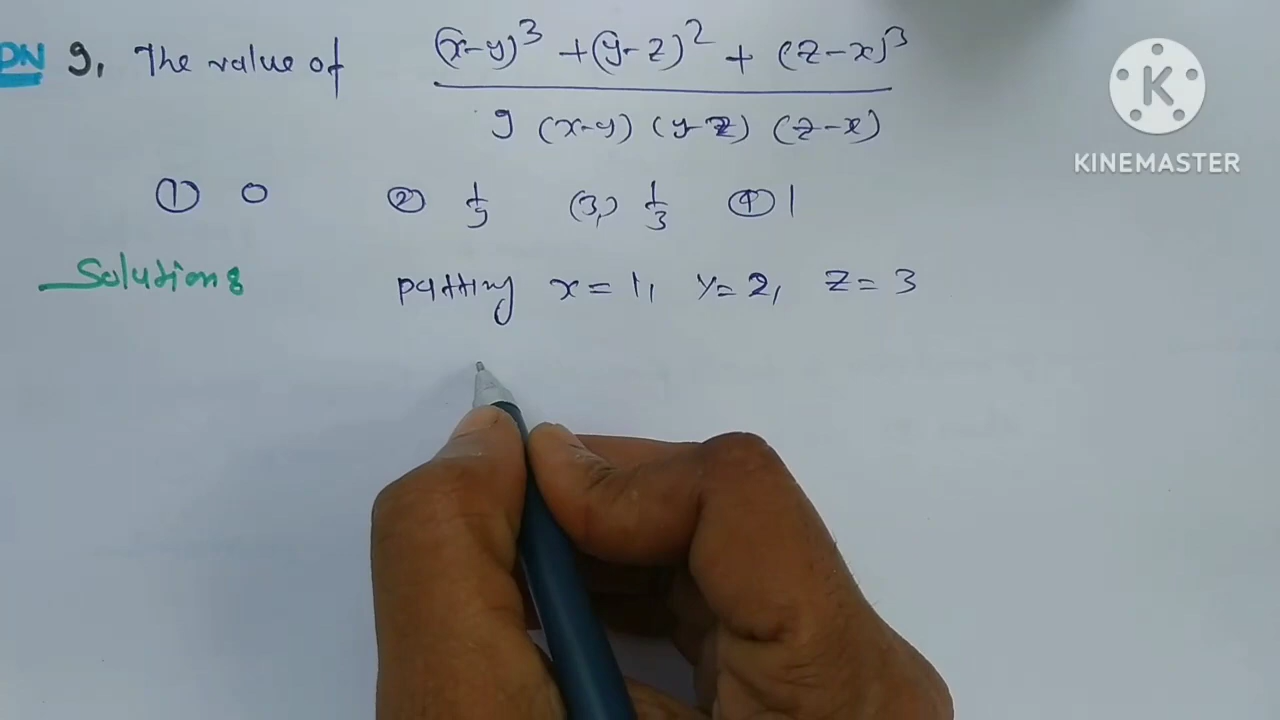 QN 9. The value of (x-y)³ + (y-z)² + (z-x)³
9 (x-y) (y-z) (z-x)
① 0 ② 1/9 (3) 1/3 ④ 1
Solution:
putting x = 1, y = 2, z = 3
K
KINEMASTER